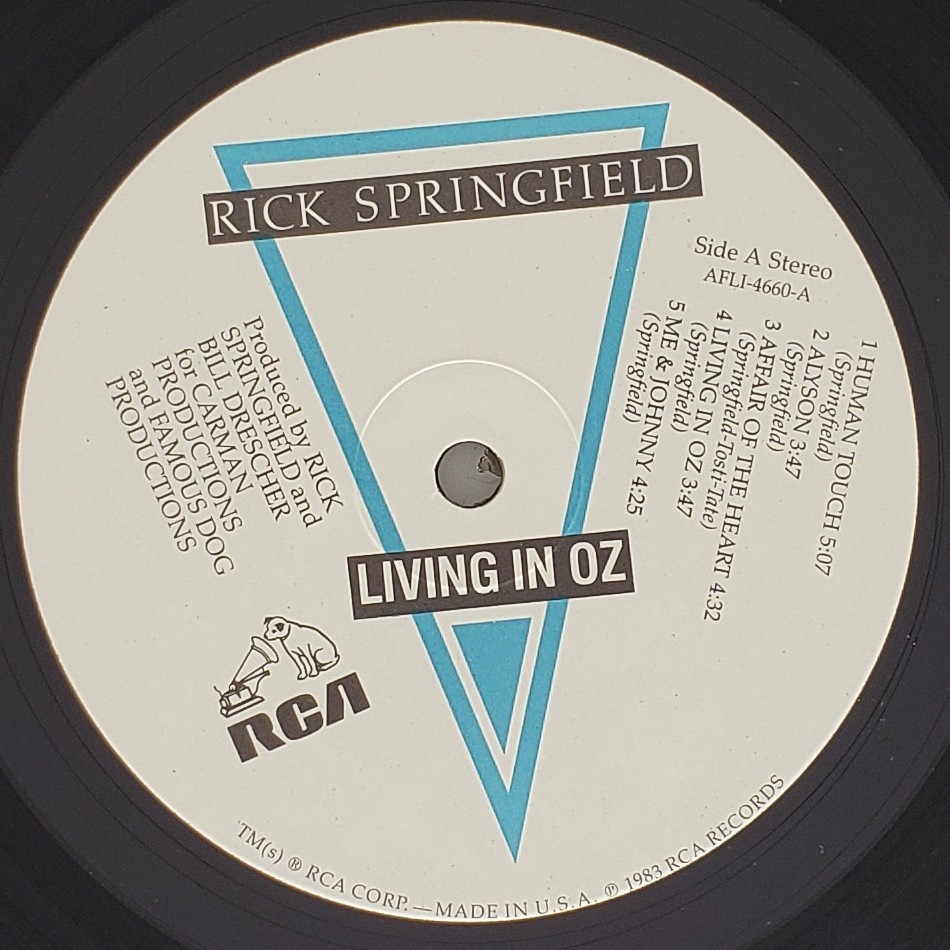 RICK SPRINGFIELD
Side A Stereo
AFLI-4660-A
1 HUMAN TOUCH 5:07
(Springfield)
2 ALYSON 3:47
(Springfield)
3 AFFAIR OF THE HEART 4:32
(Springfield-Tosti-Tate)
4 LIVING IN OZ 3:47
(Springfield)
5 ME & JOHNNY 4:25
(Springfield)
Produced by RICK
SPRINGFIELD and
BILL DRESCHER
for CARMAN
PRODUCTIONS
and FAMOUS DOG
PRODUCTIONS
LIVING IN OZ
RCA
TM(s) ® RCA CORP.—MADE IN U.S.A. ℗ 1983 RCA RECORDS